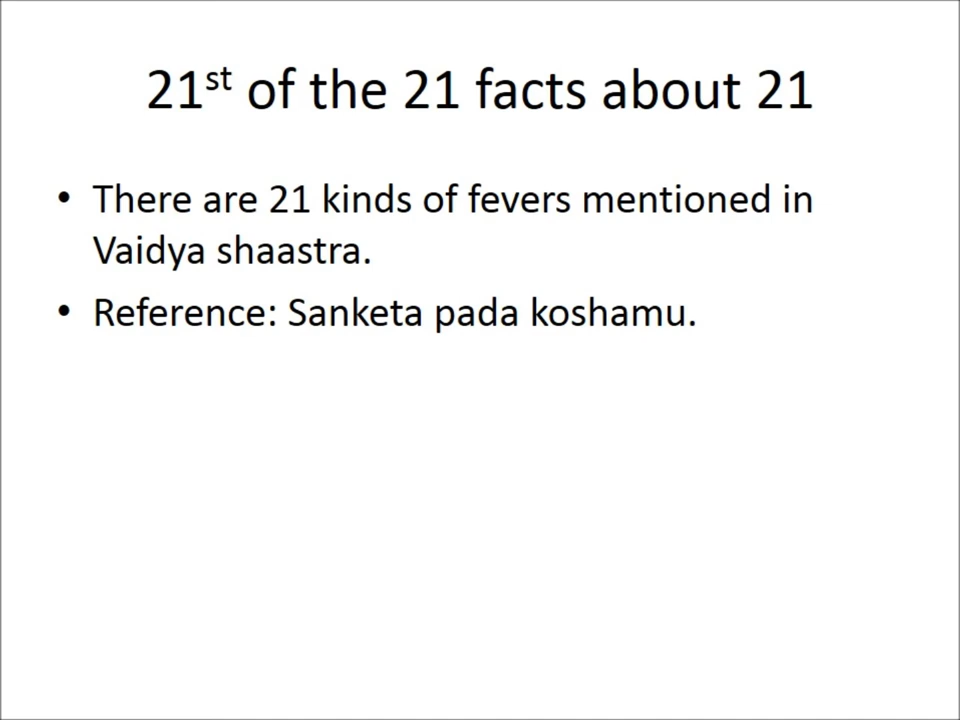 21st of the 21 facts about 21
• There are 21 kinds of fevers mentioned in
Vaidya shaastra.
• Reference: Sanketa pada koshamu.